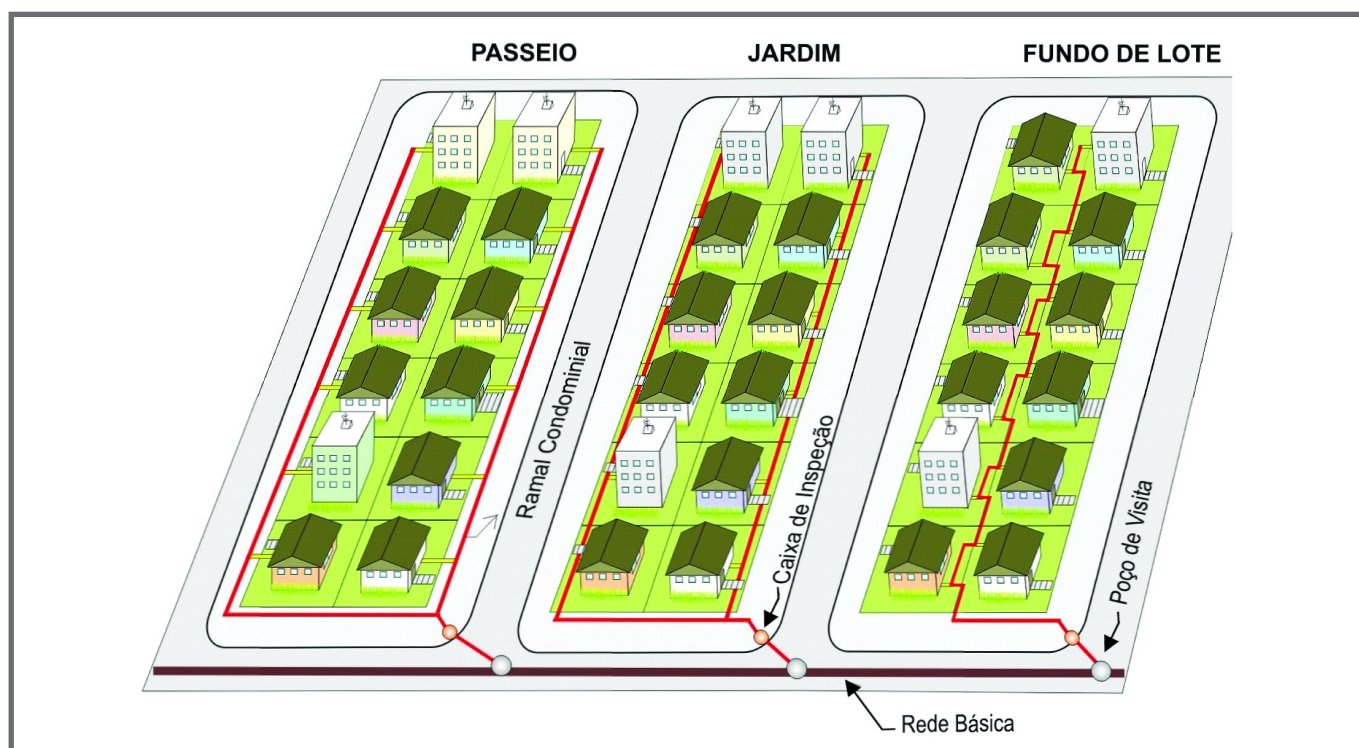 PASSEIO
JARDIM
FUNDO DE LOTE
Ramal Condominial
Caixa de Inspeção
Poço de Visita
Rede Básica